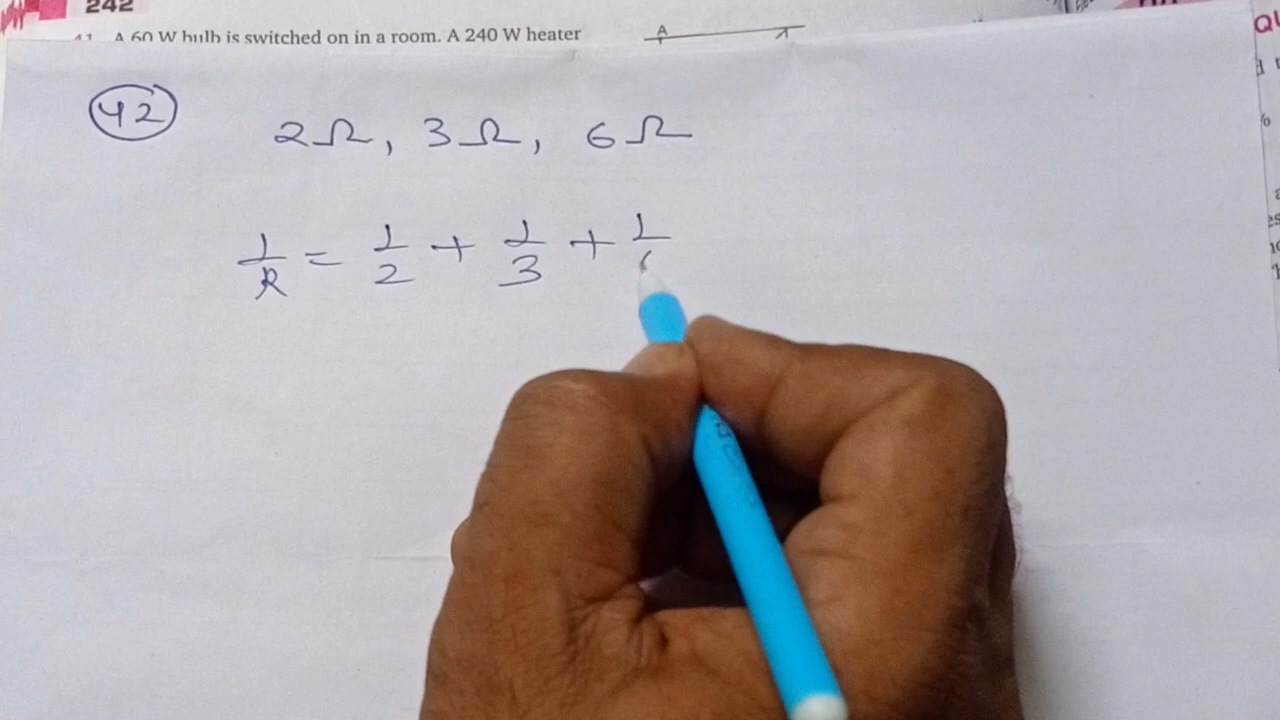 242
41. A 60 W bulb is switched on in a room. A 240 W heater
A
42
2Ω, 3Ω, 6Ω
1/R = 1/2 + 1/3 + 1/